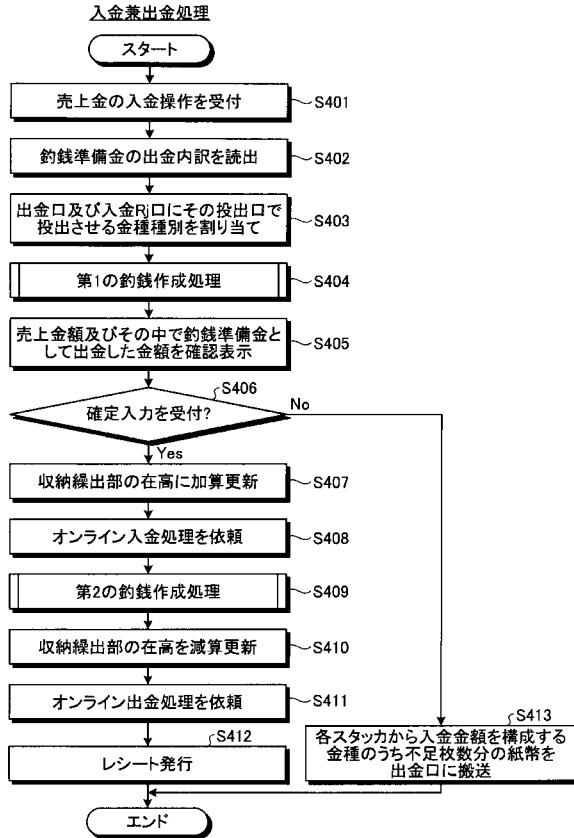 入金兼出金処理
スタート
売上金の入金操作を受付
S401
釣銭準備金の出金内訳を読出
S402
出金口及び入金Rj口にその投出口で
投出させる金種種別を割り当て
S403
第1の釣銭作成処理
S404
売上金額及びその中で釣銭準備金と
して出金した金額を確認表示
S405
S406
確定入力を受付?
No
Yes
収納繰出部の在高に加算更新
S407
オンライン入金処理を依頼
S408
第2の釣銭作成処理
S409
収納繰出部の在高を減算更新
S410
オンライン出金処理を依頼
S411
S412
レシート発行
S413
各スタッカから入金金額を構成する
金種のうち不足枚数分の紙幣を
出金口に搬送
エンド